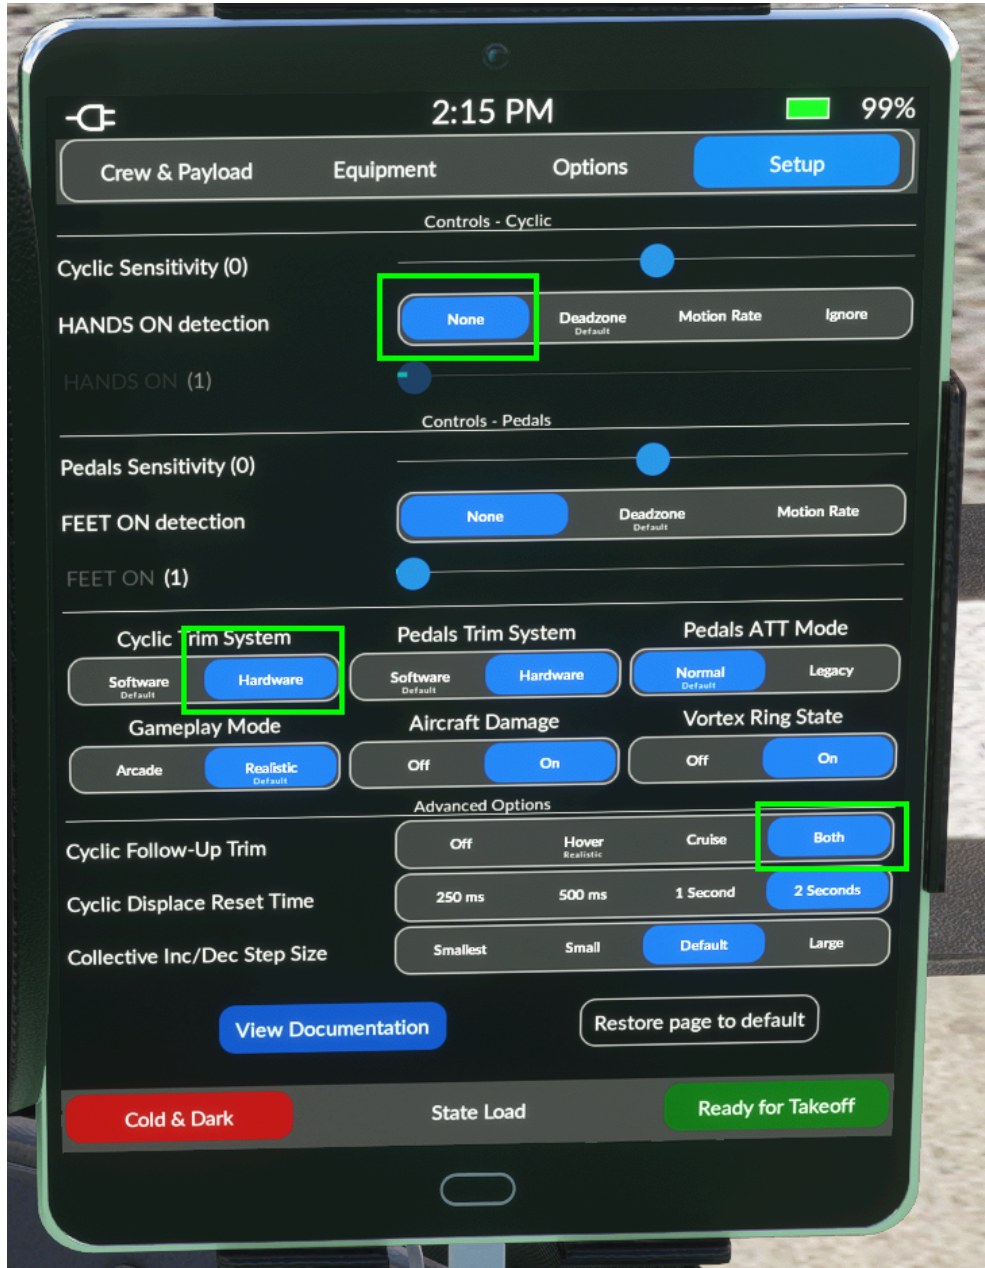 2:15 PM 99%
Crew & Payload Equipment Options Setup
Controls - Cyclic
Cyclic Sensitivity (0)
HANDS ON detection None Deadzone Default Motion Rate Ignore
HANDS ON (1)
Controls - Pedals
Pedals Sensitivity (0)
FEET ON detection None Deadzone Default Motion Rate
FEET ON (1)
Cyclic Trim System Pedals Trim System Pedals ATT Mode
Software Default Hardware Software Default Hardware Normal Default Legacy
Gameplay Mode Aircraft Damage Vortex Ring State
Arcade Realistic Default Off On Off On
Advanced Options
Cyclic Follow-Up Trim Off Hover Realistic Cruise Both
Cyclic Displace Reset Time 250 ms 500 ms 1 Second 2 Seconds
Collective Inc/Dec Step Size Smallest Small Default Large
View Documentation Restore page to default
Cold & Dark State Load Ready for Takeoff